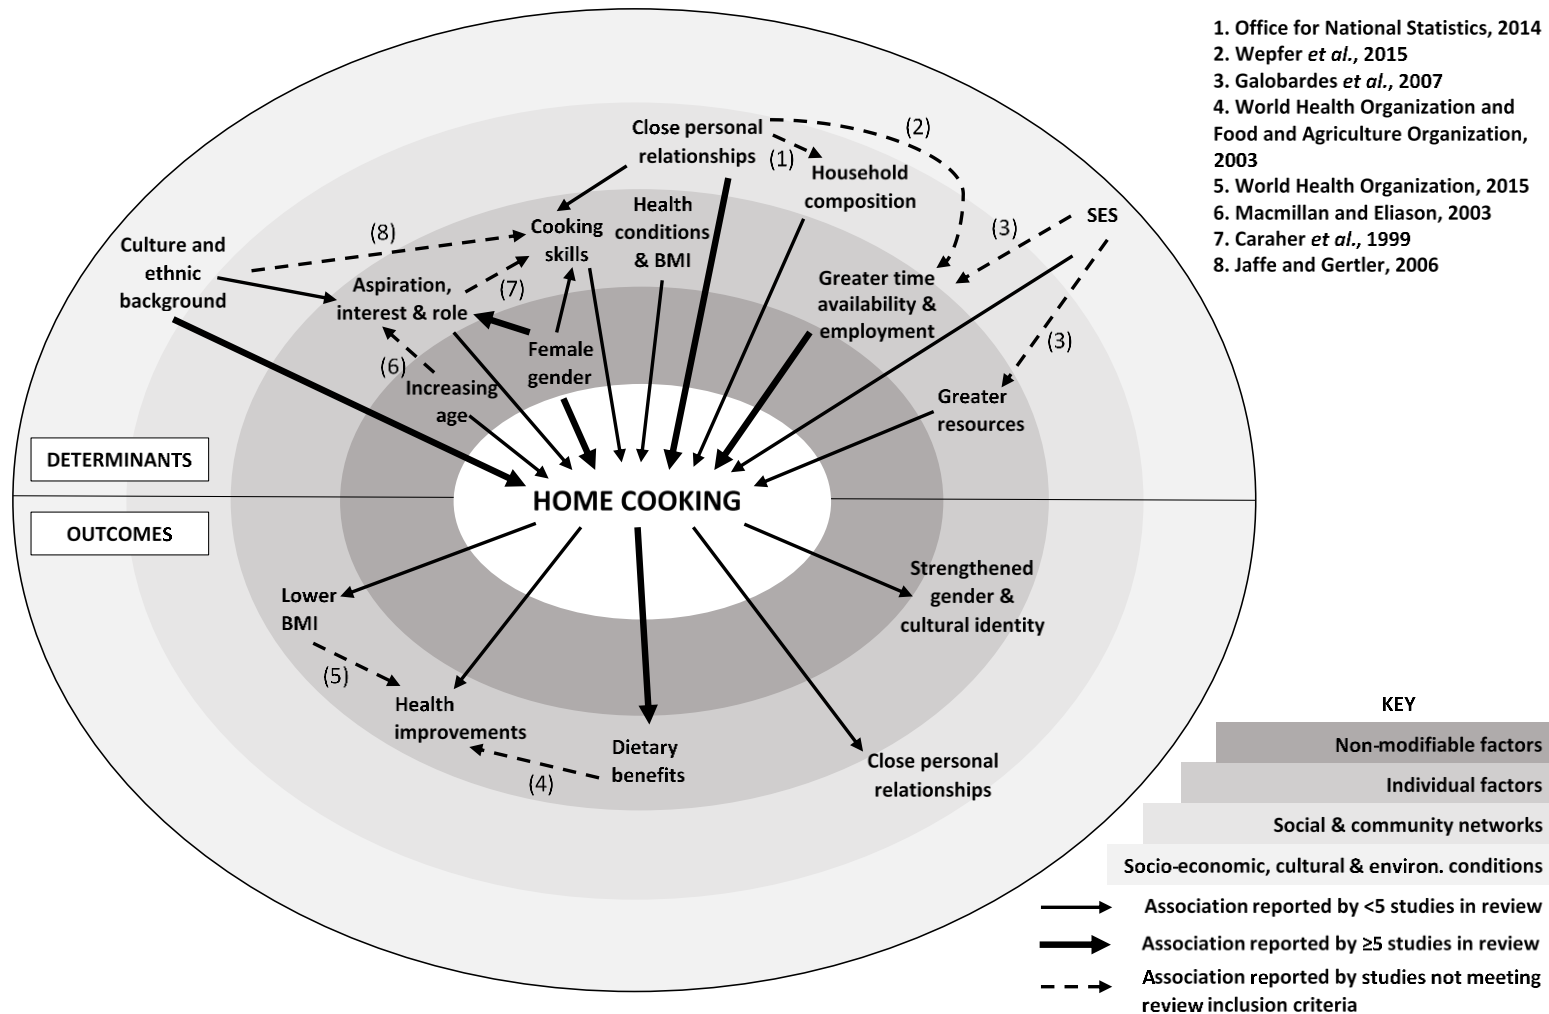 1. Office for National Statistics, 2014
2. Wepfer et al., 2015
3. Galobardes et al., 2007
4. World Health Organization and
Food and Agriculture Organization,
2003
5. World Health Organization, 2015
6. Macmillan and Eliason, 2003
7. Caraher et al., 1999
8. Jaffe and Gertler, 2006
Close personal
relationships
(1)
(2)
Household
composition
SES
(3)
(3)
Health
conditions
& BMI
Cooking
skills
(8)
Culture and
ethnic
background
Aspiration,
interest & role
(7)
Greater time
availability &
employment
Female
gender
(6)
Increasing
age
Greater
resources
DETERMINANTS
HOME COOKING
OUTCOMES
Lower
BMI
(5)
Health
improvements
(4)
Dietary
benefits
Strengthened
gender &
cultural identity
Close personal
relationships
KEY
Non-modifiable factors
Individual factors
Social & community networks
Socio-economic, cultural & environ. conditions
Association reported by <5 studies in review
Association reported by ≥5 studies in review
Association reported by studies not meeting
review inclusion criteria